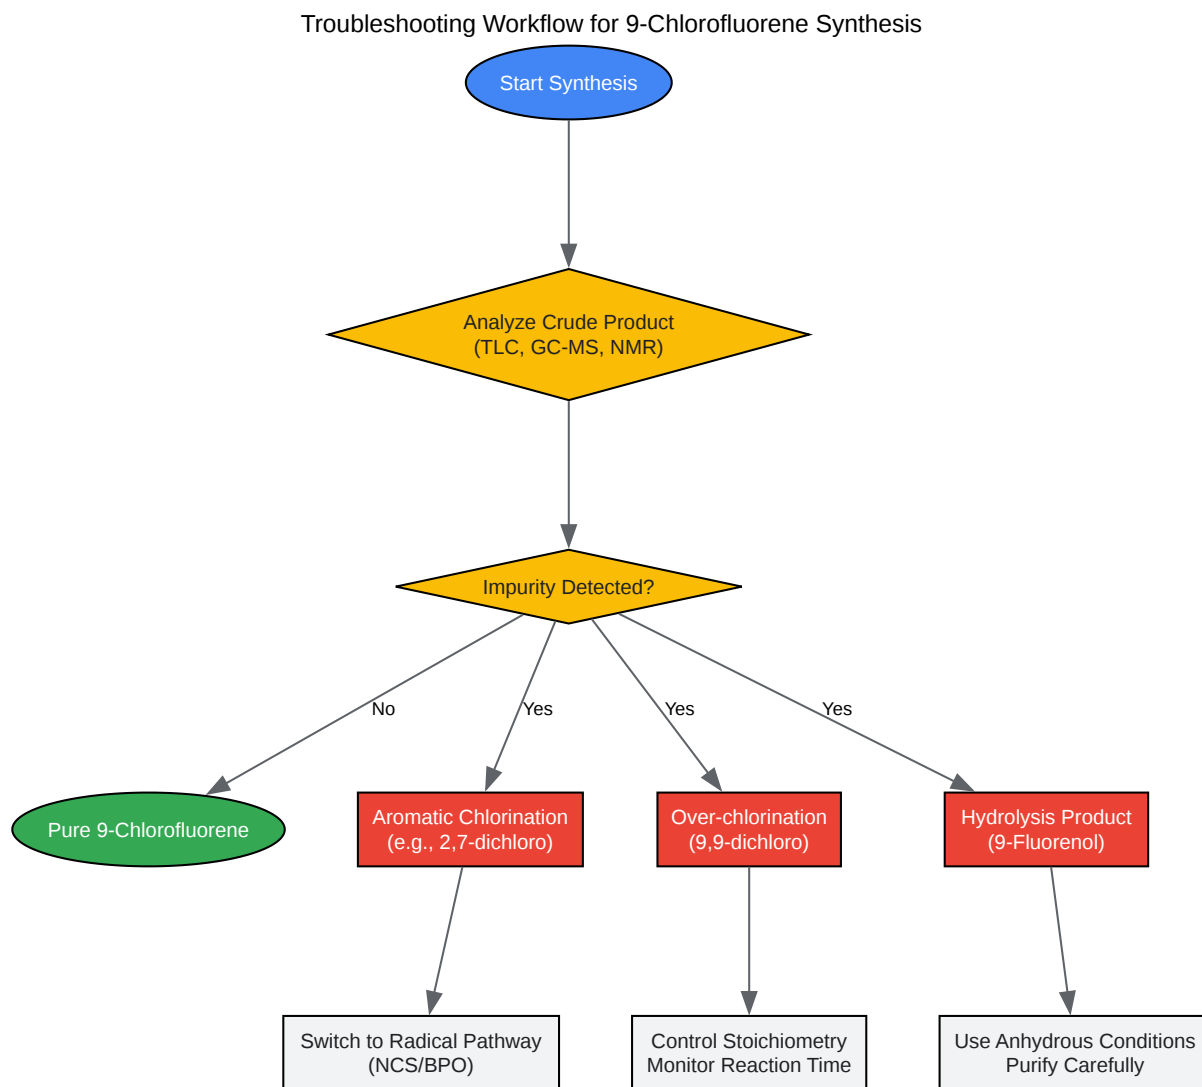 Troubleshooting Workflow for 9-Chlorofluorene Synthesis
Start Synthesis
Analyze Crude Product
(TLC, GC-MS, NMR)
Impurity Detected?
No
Yes
Yes
Yes
Pure 9-Chlorofluorene
Aromatic Chlorination
(e.g., 2,7-dichloro)
Over-chlorination
(9,9-dichloro)
Hydrolysis Product
(9-Fluorenol)
Switch to Radical Pathway
(NCS/BPO)
Control Stoichiometry
Monitor Reaction Time
Use Anhydrous Conditions
Purify Carefully